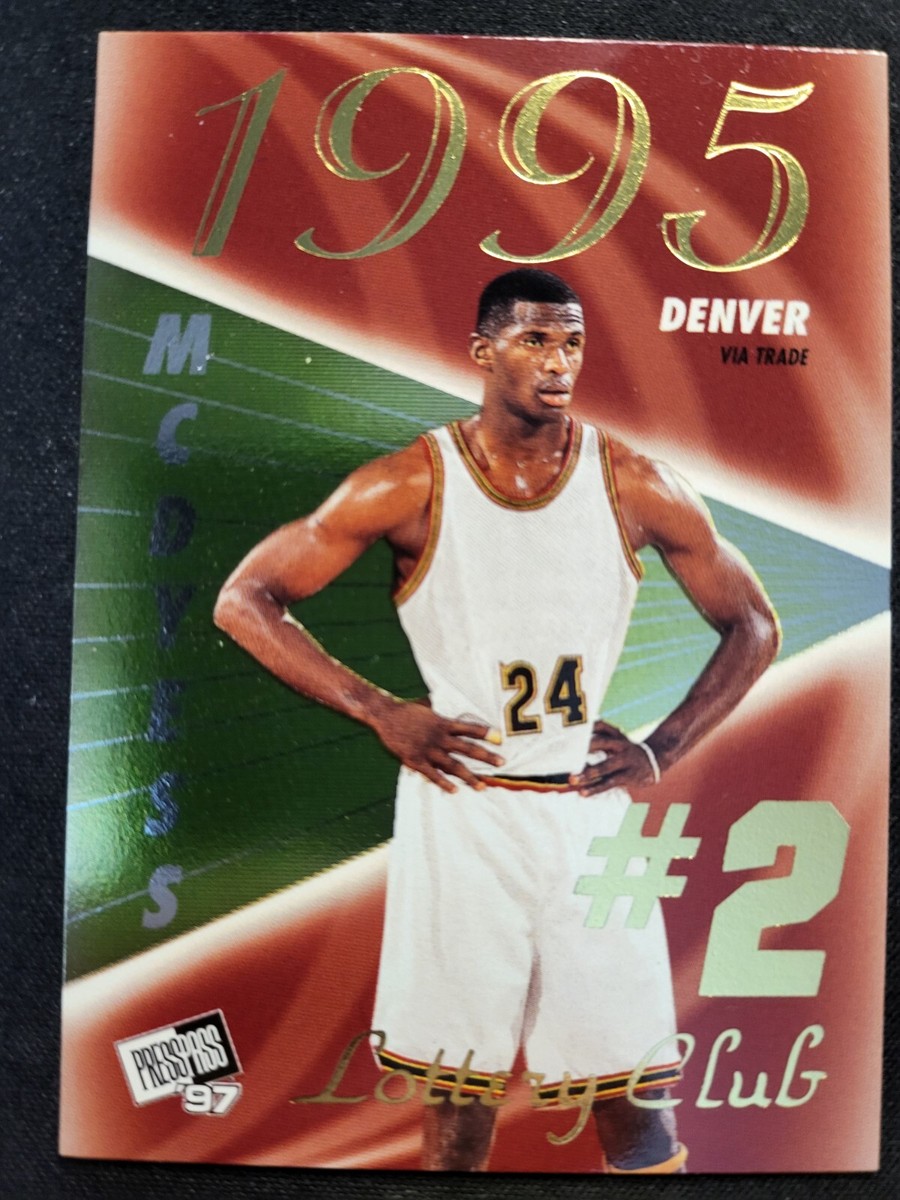 1995
DENVER
VIA TRADE
MCDYESS
24
#2
PRESS PASS
'97
Lottery Club